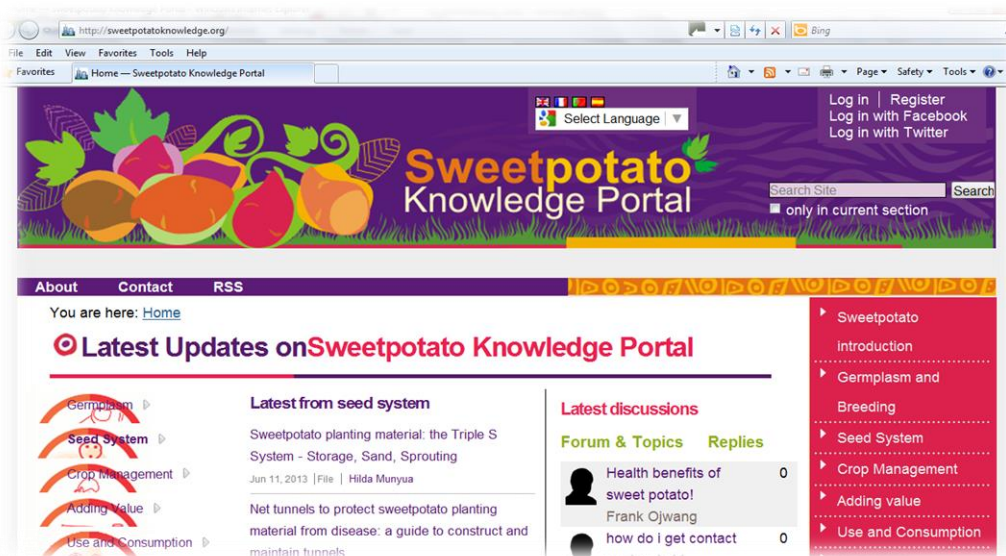 http://sweetpotatoknowledge.org/
Bing
File Edit View Favorites Tools Help
Favorites
Home — Sweetpotato Knowledge Portal
Page Safety Tools
Select Language
Log in | Register
Log in with Facebook
Log in with Twitter
Sweetpotato
Knowledge Portal
Search Site
Search
only in current section
About Contact RSS
You are here: Home
Latest Updates onSweetpotato Knowledge Portal
Germplasm
Seed System
Crop Management
Adding Value
Use and Consumption
Latest from seed system
Sweetpotato planting material: the Triple S
System - Storage, Sand, Sprouting
Jun 11, 2013 | File | Hilda Munyua
Net tunnels to protect sweetpotato planting
material from disease: a guide to construct and
maintain tunnels
Latest discussions
Forum & Topics Replies
Health benefits of 0
sweet potato!
Frank Ojwang
how do i get contact 0
Sweetpotato
introduction
Germplasm and
Breeding
Seed System
Crop Management
Adding value
Use and Consumption